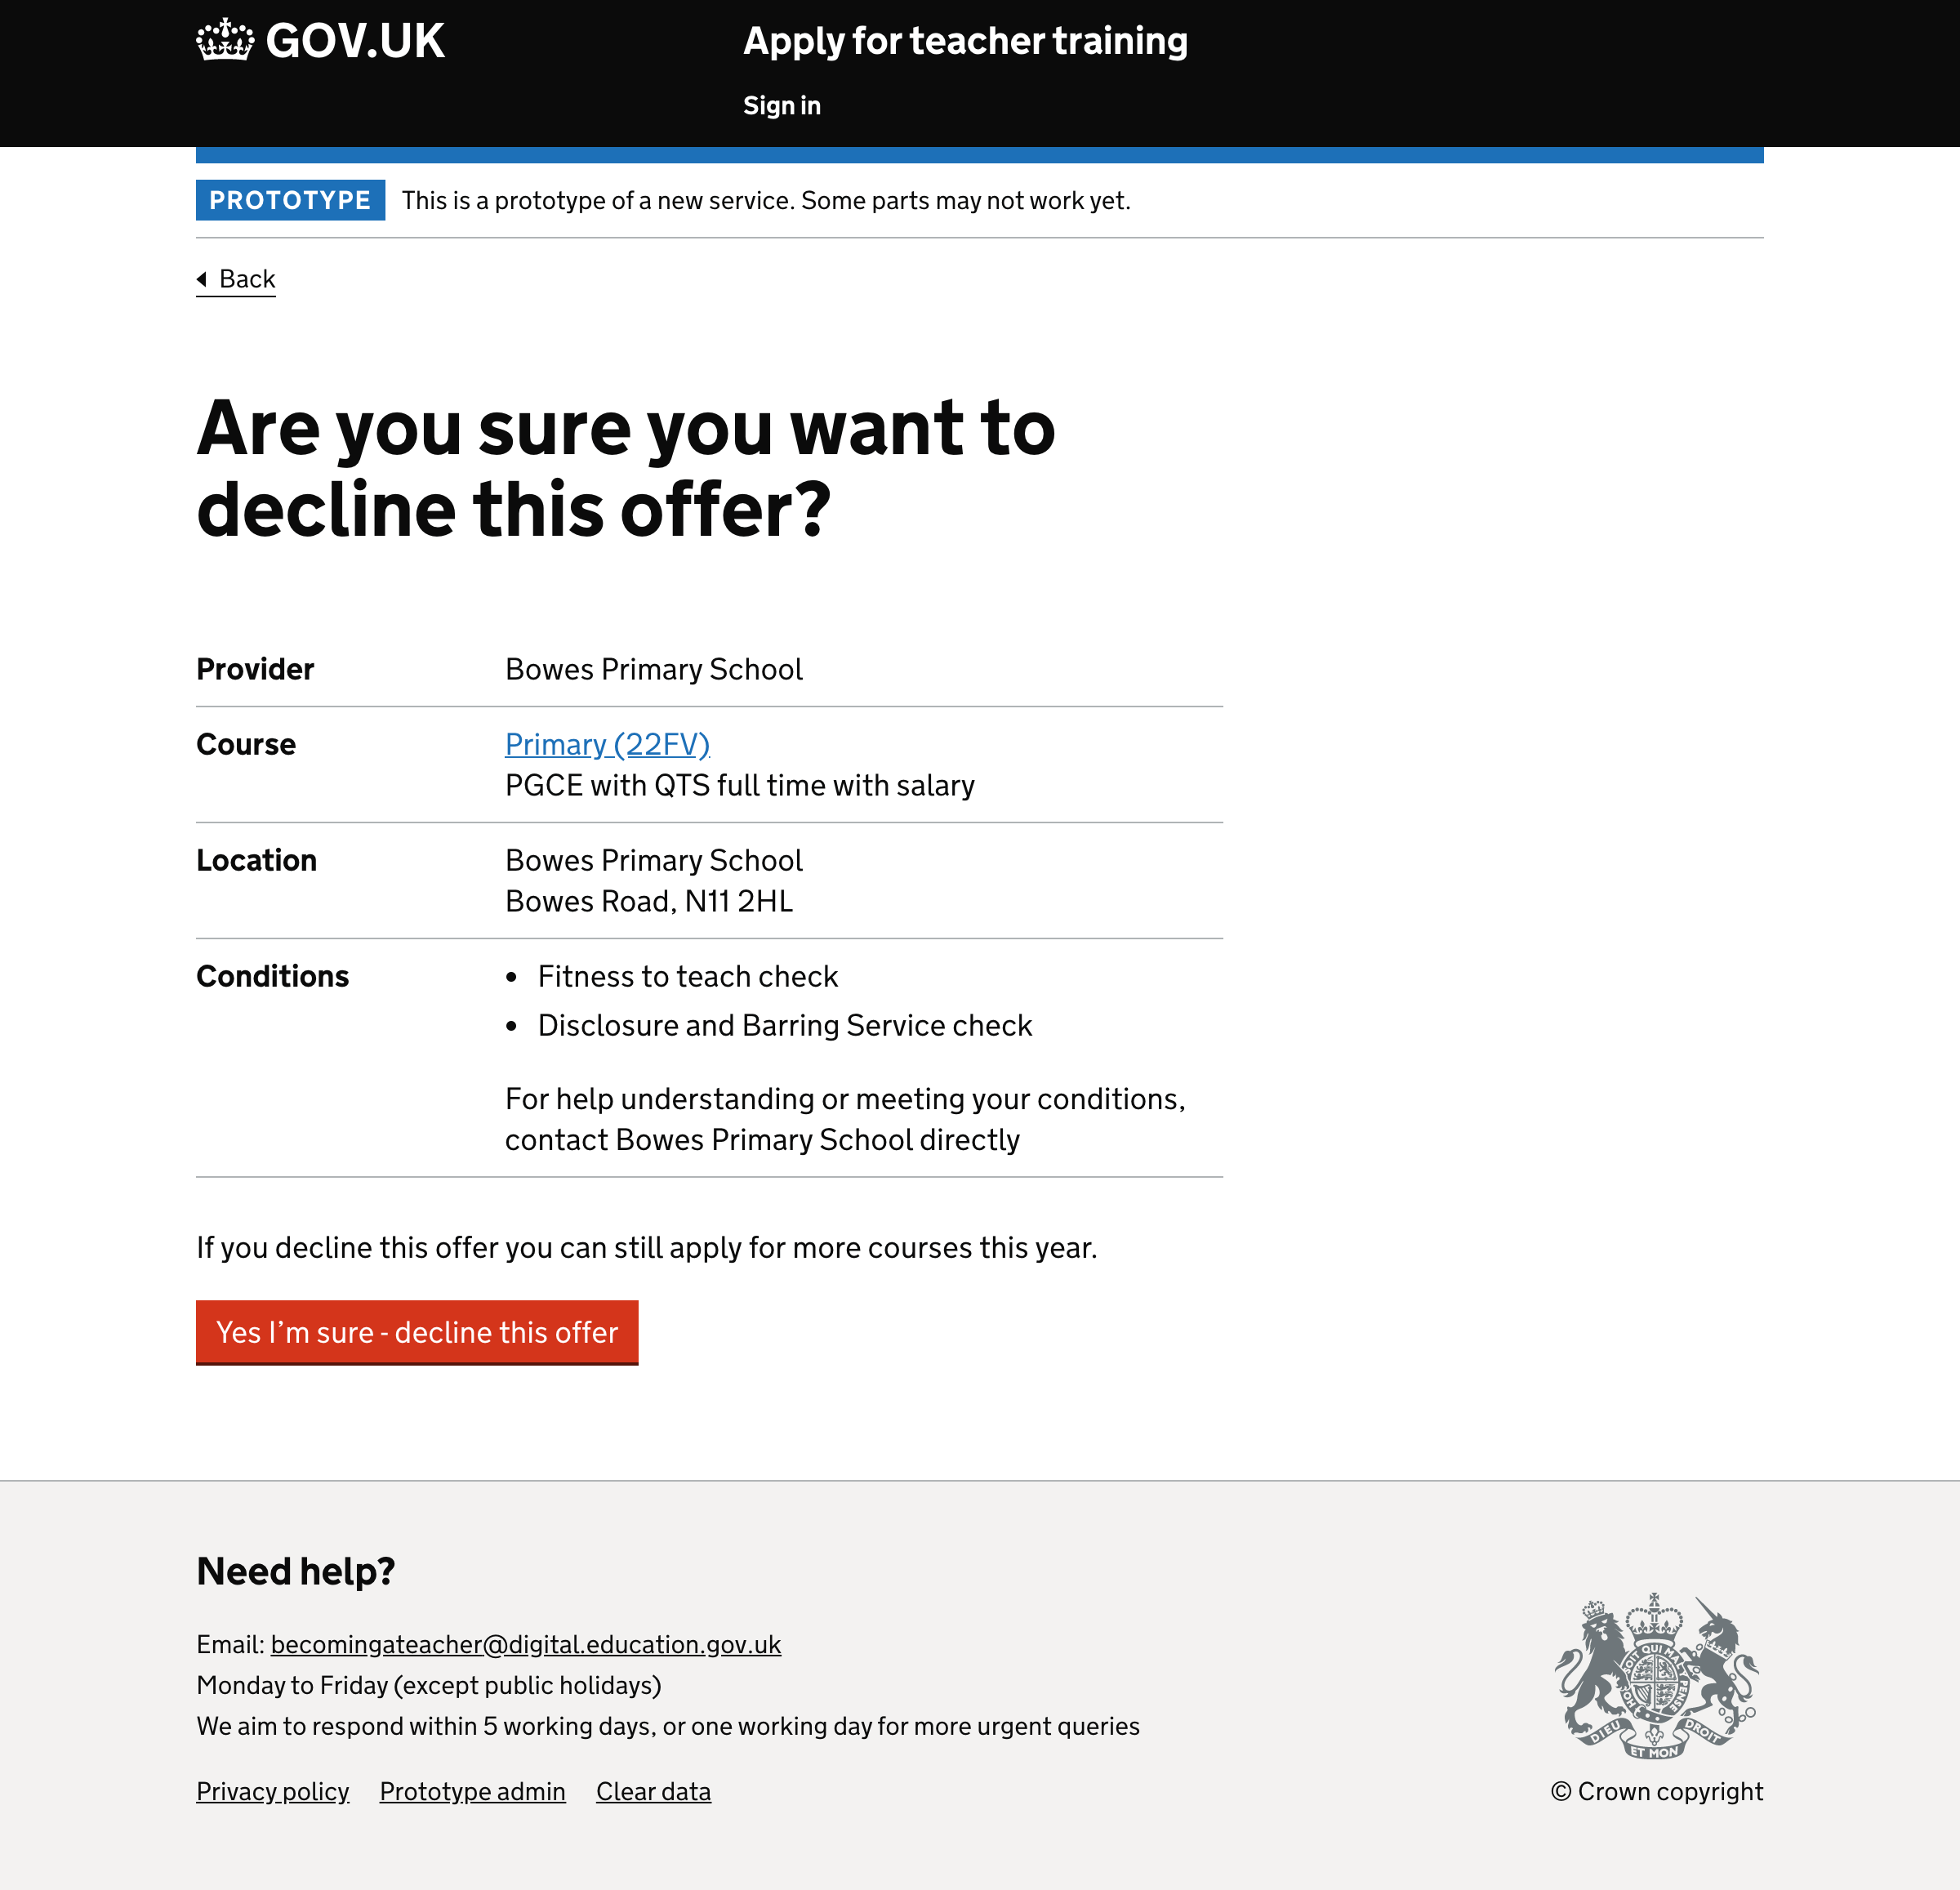 GOV.UK
Apply for teacher training
Sign in
PROTOTYPE This is a prototype of a new service. Some parts may not work yet.
Back
Are you sure you want to
decline this offer?
Provider Bowes Primary School
Course Primary (22FV)
PGCE with QTS full time with salary
Location Bowes Primary School
Bowes Road, N11 2HL
Conditions • Fitness to teach check
• Disclosure and Barring Service check
For help understanding or meeting your conditions,
contact Bowes Primary School directly
If you decline this offer you can still apply for more courses this year.
Yes I’m sure - decline this offer
Need help?
Email: becomingateacher@digital.education.gov.uk
Monday to Friday (except public holidays)
We aim to respond within 5 working days, or one working day for more urgent queries
Privacy policy Prototype admin Clear data
DIEU ET MON DROIT
© Crown copyright